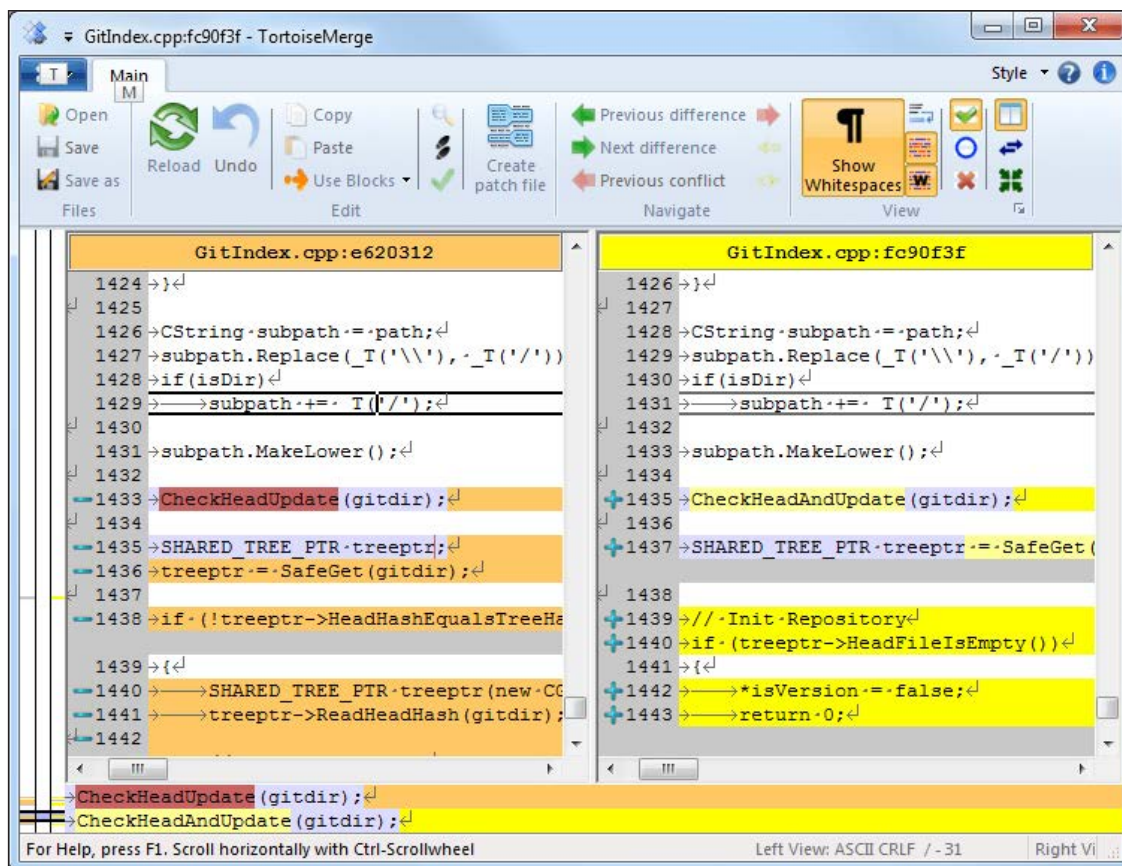 GitIndex.cpp:fc90f3f - TortoiseMerge
T Main Style
M
Open
Save
Save as
Reload Undo
Files
Copy
Paste
Use Blocks
Create
patch file
Edit
Previous difference
Next difference
Previous conflict
Navigate
Show
Whitespaces
View
GitIndex.cpp:e620312
1424 →}↲
↲ 1425
1426 →CString·subpath·=·path;↲
1427 →subpath.Replace(_T('\\'),·_T('/'))
1428 →if(isDir)↲
1429 →→subpath·+=· T('/');↲
↲ 1430
1431 →subpath.MakeLower();↲
↲ 1432
1433 →CheckHeadUpdate(gitdir);↲
↲ 1434
1435 →SHARED_TREE_PTR·treeptr;↲
1436 →treeptr·=·SafeGet(gitdir);↲
↲ 1437
1438 →if·(!treeptr->HeadHashEqualsTreeHa
1439 →{↲
1440 →→SHARED_TREE_PTR·treeptr(new·CG
1441 →→treeptr->ReadHeadHash(gitdir);
↲ 1442
GitIndex.cpp:fc90f3f
1426 →}↲
↲ 1427
1428 →CString·subpath·=·path;↲
1429 →subpath.Replace(_T('\\'),·_T('/'))
1430 →if(isDir)↲
1431 →→subpath·+=· T('/');↲
↲ 1432
1433 →subpath.MakeLower();↲
↲ 1434
1435 →CheckHeadAndUpdate(gitdir);↲
↲ 1436
1437 →SHARED_TREE_PTR·treeptr·=·SafeGet(
↲ 1438
1439 →//·Init·Repository↲
1440 →if·(treeptr->HeadFileIsEmpty())↲
1441 →{↲
1442 →→*isVersion·=·false;↲
1443 →→return·0;↲
→CheckHeadUpdate(gitdir);↲
→CheckHeadAndUpdate(gitdir);↲
For Help, press F1. Scroll horizontally with Ctrl-Scrollwheel Left View: ASCII CRLF / - 31 Right Vi